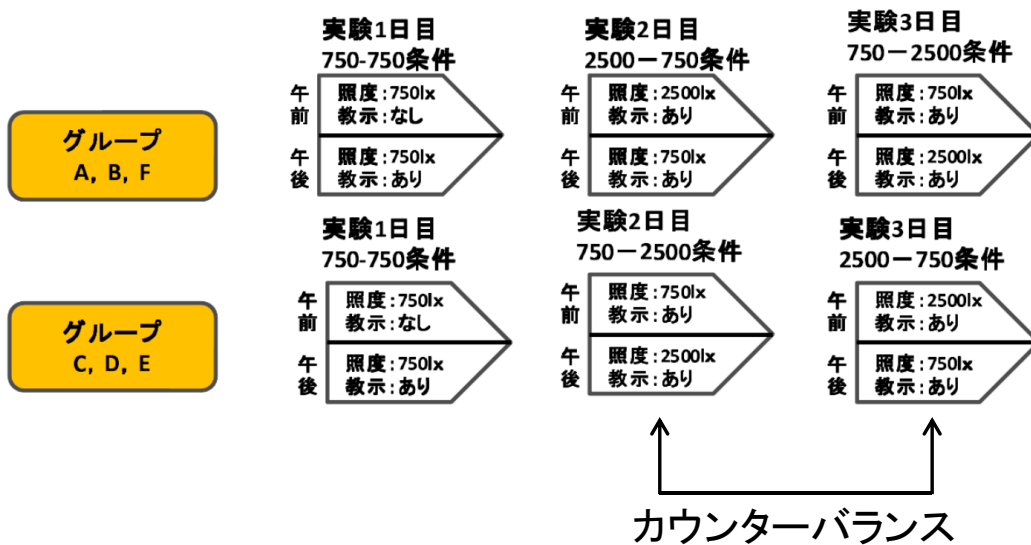 実験1日目
750-750条件
午前
照度:750lx
教示:なし
午後
照度:750lx
教示:あり
実験2日目
2500－750条件
午前
照度:2500lx
教示:あり
午後
照度:750lx
教示:あり
実験3日目
750－2500条件
午前
照度:750lx
教示:あり
午後
照度:2500lx
教示:あり
グループ
A, B, F
実験1日目
750-750条件
午前
照度:750lx
教示:なし
午後
照度:750lx
教示:あり
実験2日目
750－2500条件
午前
照度:750lx
教示:あり
午後
照度:2500lx
教示:あり
実験3日目
2500－750条件
午前
照度:2500lx
教示:あり
午後
照度:750lx
教示:あり
グループ
C, D, E
カウンターバランス